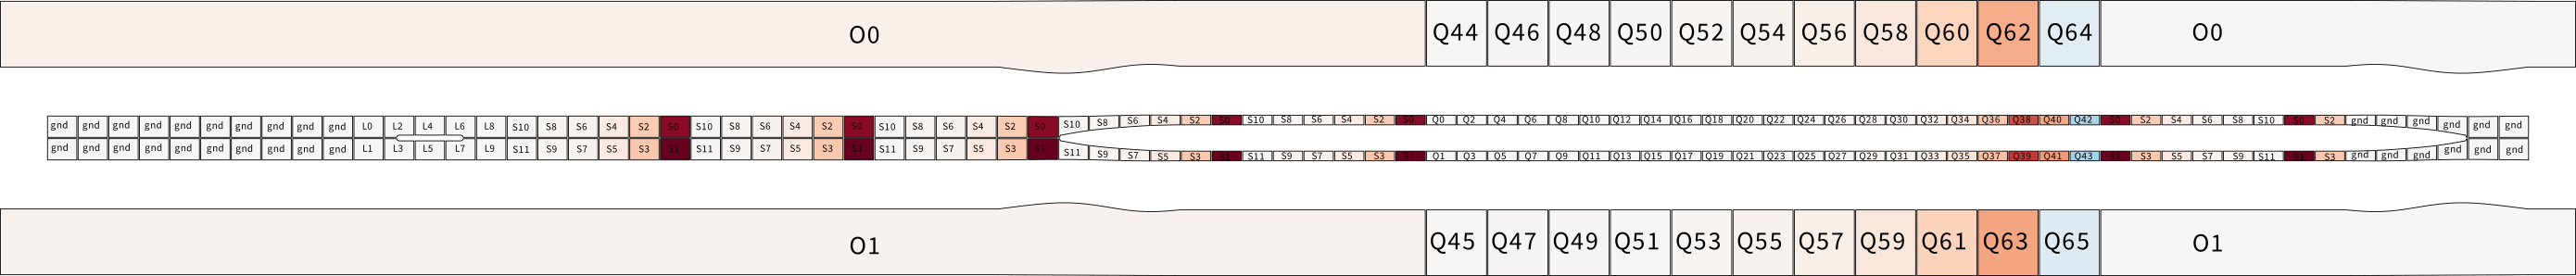 O0 Q44 Q46 Q48 Q50 Q52 Q54 Q56 Q58 Q60 Q62 Q64 O0
gnd gnd gnd gnd gnd gnd gnd gnd gnd gnd L0 L2 L4 L6 L8 S10 S8 S6 S4 S2 S0 S10 S8 S6 S4 S2 S0 S10 S8 S6 S4 S2 S0 S10 S8 S6 S4 S2 S0 S10 S8 S6 S4 S2 S0 Q0 Q2 Q4 Q6 Q8 Q10 Q12 Q14 Q16 Q18 Q20 Q22 Q24 Q26 Q28 Q30 Q32 Q34 Q36 Q38 Q40 Q42 S0 S2 S4 S6 S8 S10 S0 S2 gnd gnd gnd gnd gnd gnd
gnd gnd gnd gnd gnd gnd gnd gnd gnd gnd L1 L3 L5 L7 L9 S11 S9 S7 S5 S3 S1 S11 S9 S7 S5 S3 S1 S11 S9 S7 S5 S3 S1 S11 S9 S7 S5 S3 S1 S11 S9 S7 S5 S3 S1 Q1 Q3 Q5 Q7 Q9 Q11 Q13 Q15 Q17 Q19 Q21 Q23 Q25 Q27 Q29 Q31 Q33 Q35 Q37 Q39 Q41 Q43 S1 S3 S5 S7 S9 S11 S1 S3 gnd gnd gnd gnd gnd gnd
O1 Q45 Q47 Q49 Q51 Q53 Q55 Q57 Q59 Q61 Q63 Q65 O1